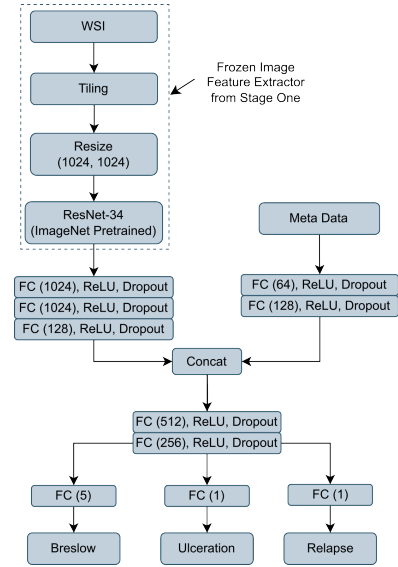 WSI
Tiling
Frozen Image
Feature Extractor
from Stage One
Resize
(1024, 1024)
ResNet-34
(ImageNet Pretrained)
Meta Data
FC (1024), ReLU, Dropout
FC (1024), ReLU, Dropout
FC (128), ReLU, Dropout
FC (64), ReLU, Dropout
FC (128), ReLU, Dropout
Concat
FC (512), ReLU, Dropout
FC (256), ReLU, Dropout
FC (5)
FC (1)
FC (1)
Breslow
Ulceration
Relapse